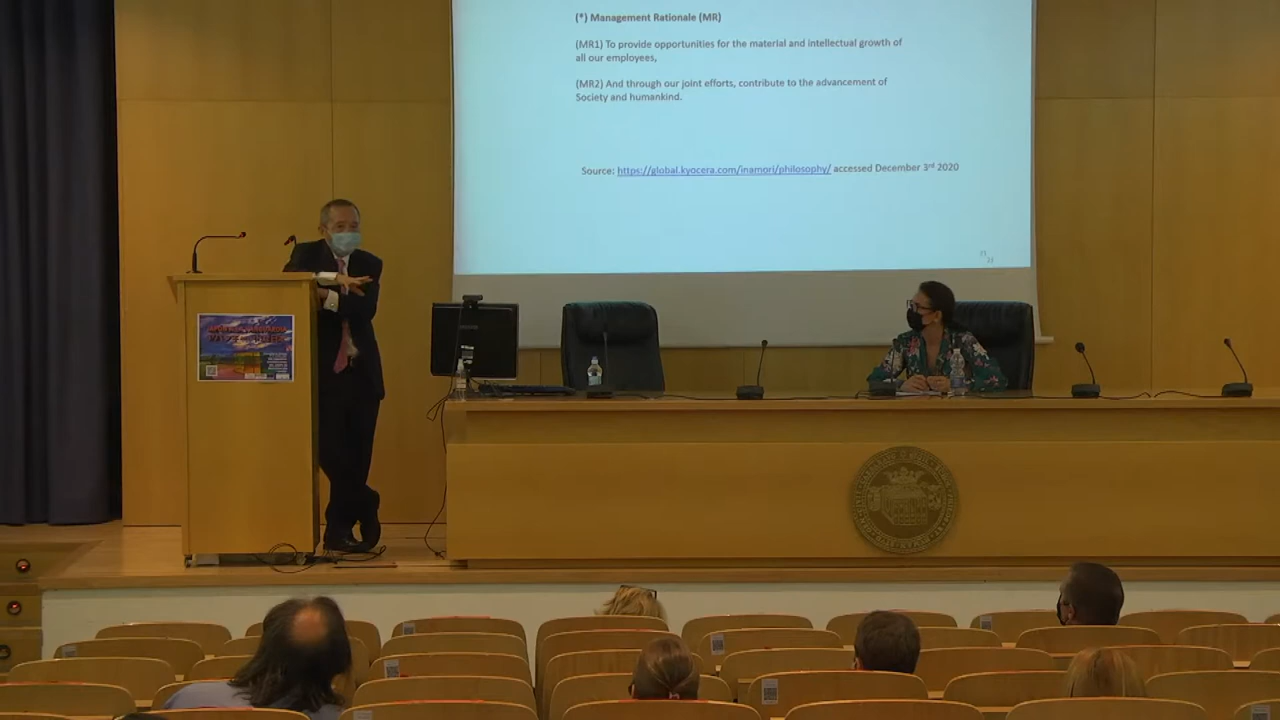 (*) Management Rationale (MR)
(MR1) To provide opportunities for the material and intellectual growth of
all our employees,
(MR2) And through our joint efforts, contribute to the advancement of
Society and humankind.
Source: https://global.kyocera.com/inamori/philosophy/ accessed December 3rd 2020